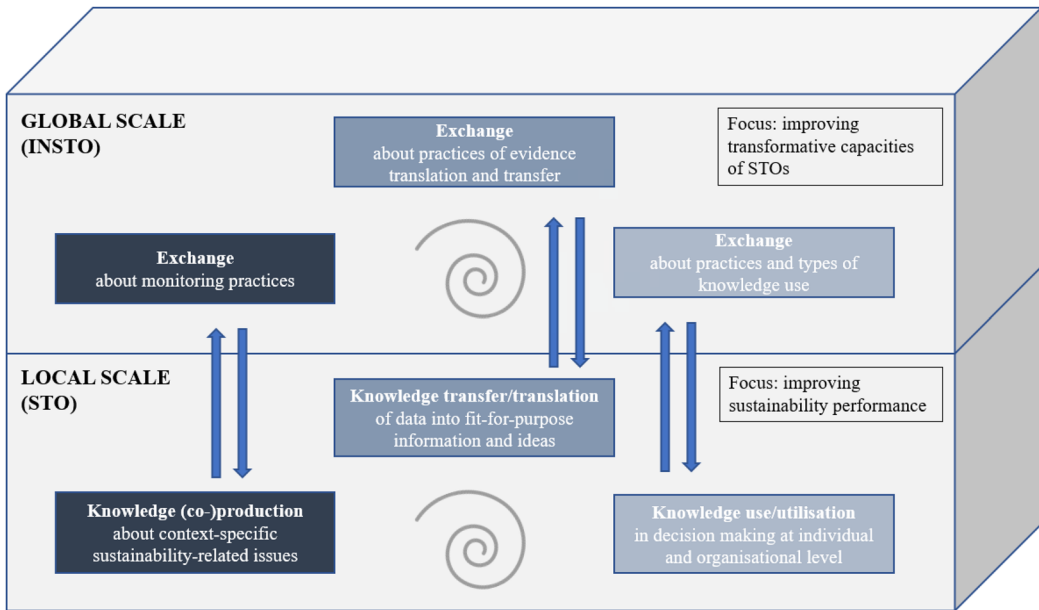 GLOBAL SCALE
(INSTO)
Exchange
about practices of evidence
translation and transfer
Focus: improving
transformative capacities
of STOs
Exchange
about monitoring practices
Exchange
about practices and types of
knowledge use
LOCAL SCALE
(STO)
Knowledge transfer/translation
of data into fit-for-purpose
information and ideas
Focus: improving
sustainability performance
Knowledge (co-)production
about context-specific
sustainability-related issues
Knowledge use/utilisation
in decision making at individual
and organisational level